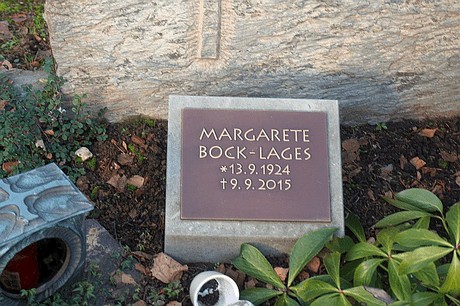 MARGARETE
BOCK-LAGES
*13.9.1924
†9.9.2015